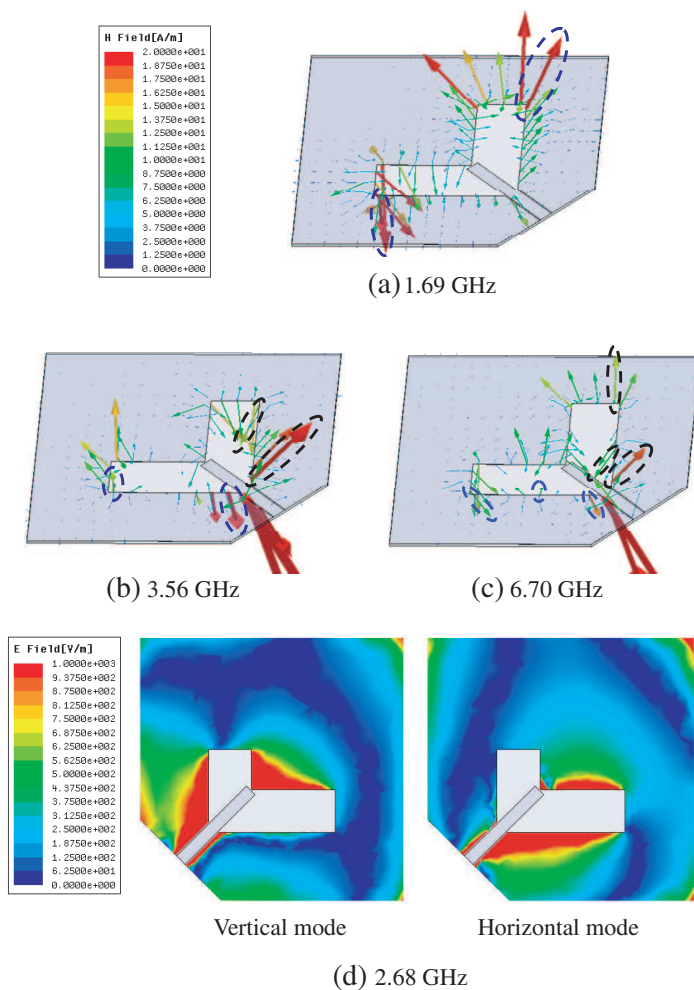 H Field[A/m]
2.0000e+001
1.8750e+001
1.7500e+001
1.6250e+001
1.5000e+001
1.3750e+001
1.2500e+001
1.1250e+001
1.0000e+001
8.7500e+000
7.5000e+000
6.2500e+000
5.0000e+000
3.7500e+000
2.5000e+000
1.2500e+000
0.0000e+000
(a) 1.69 GHz
(b) 3.56 GHz
(c) 6.70 GHz
E Field[V/m]
1.0000e+003
9.3750e+002
8.7500e+002
8.1250e+002
7.5000e+002
6.8750e+002
6.2500e+002
5.6250e+002
5.0000e+002
4.3750e+002
3.7500e+002
3.1250e+002
2.5000e+002
1.8750e+002
1.2500e+002
6.2500e+001
0.0000e+000
Vertical mode
Horizontal mode
(d) 2.68 GHz